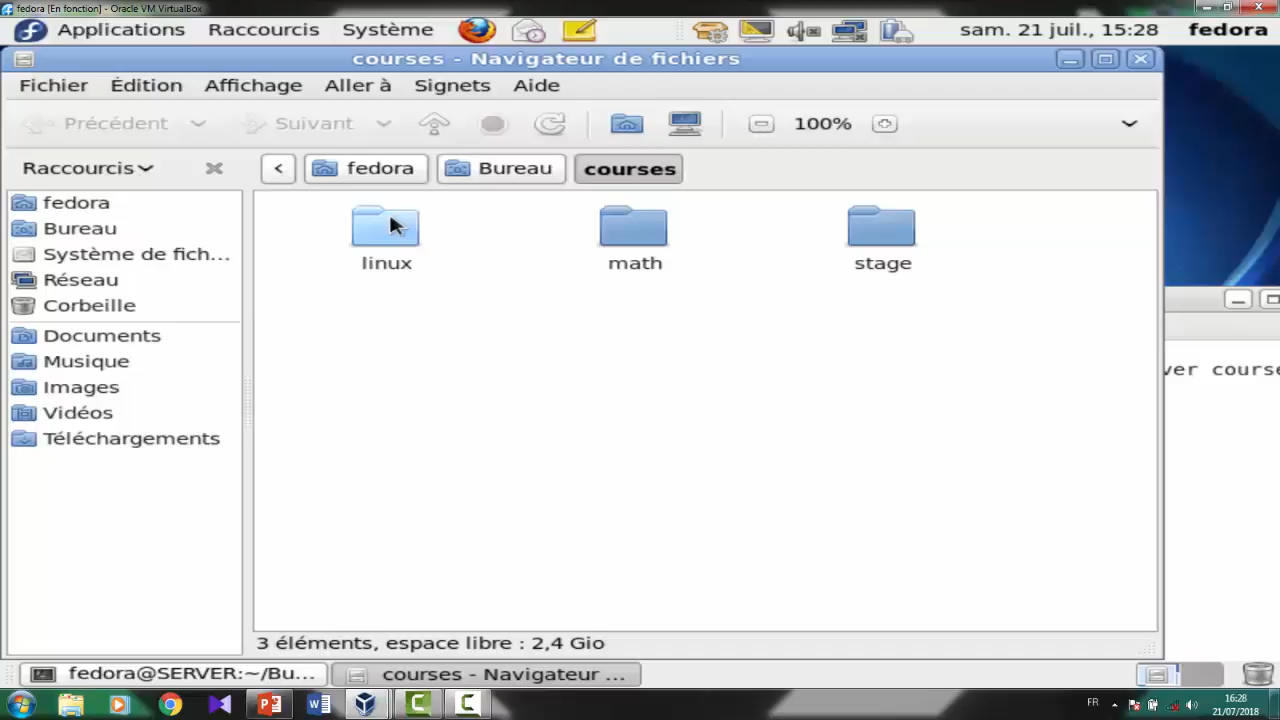 fedora [En fonction] - Oracle VM VirtualBox
Applications Raccourcis Système sam. 21 juil., 15:28 fedora
courses - Navigateur de fichiers
Fichier Édition Affichage Aller à Signets Aide
Précédent Suivant 100%
Raccourcis < fedora Bureau courses
fedora
Bureau
Système de fich...
Réseau
Corbeille
Documents
Musique
Images
Vidéos
Téléchargements
linux math stage
ver course
3 éléments, espace libre : 2,4 Gio
fedora@SERVER:~/Bu... courses - Navigateur ...
FR 16:28
21/07/2018